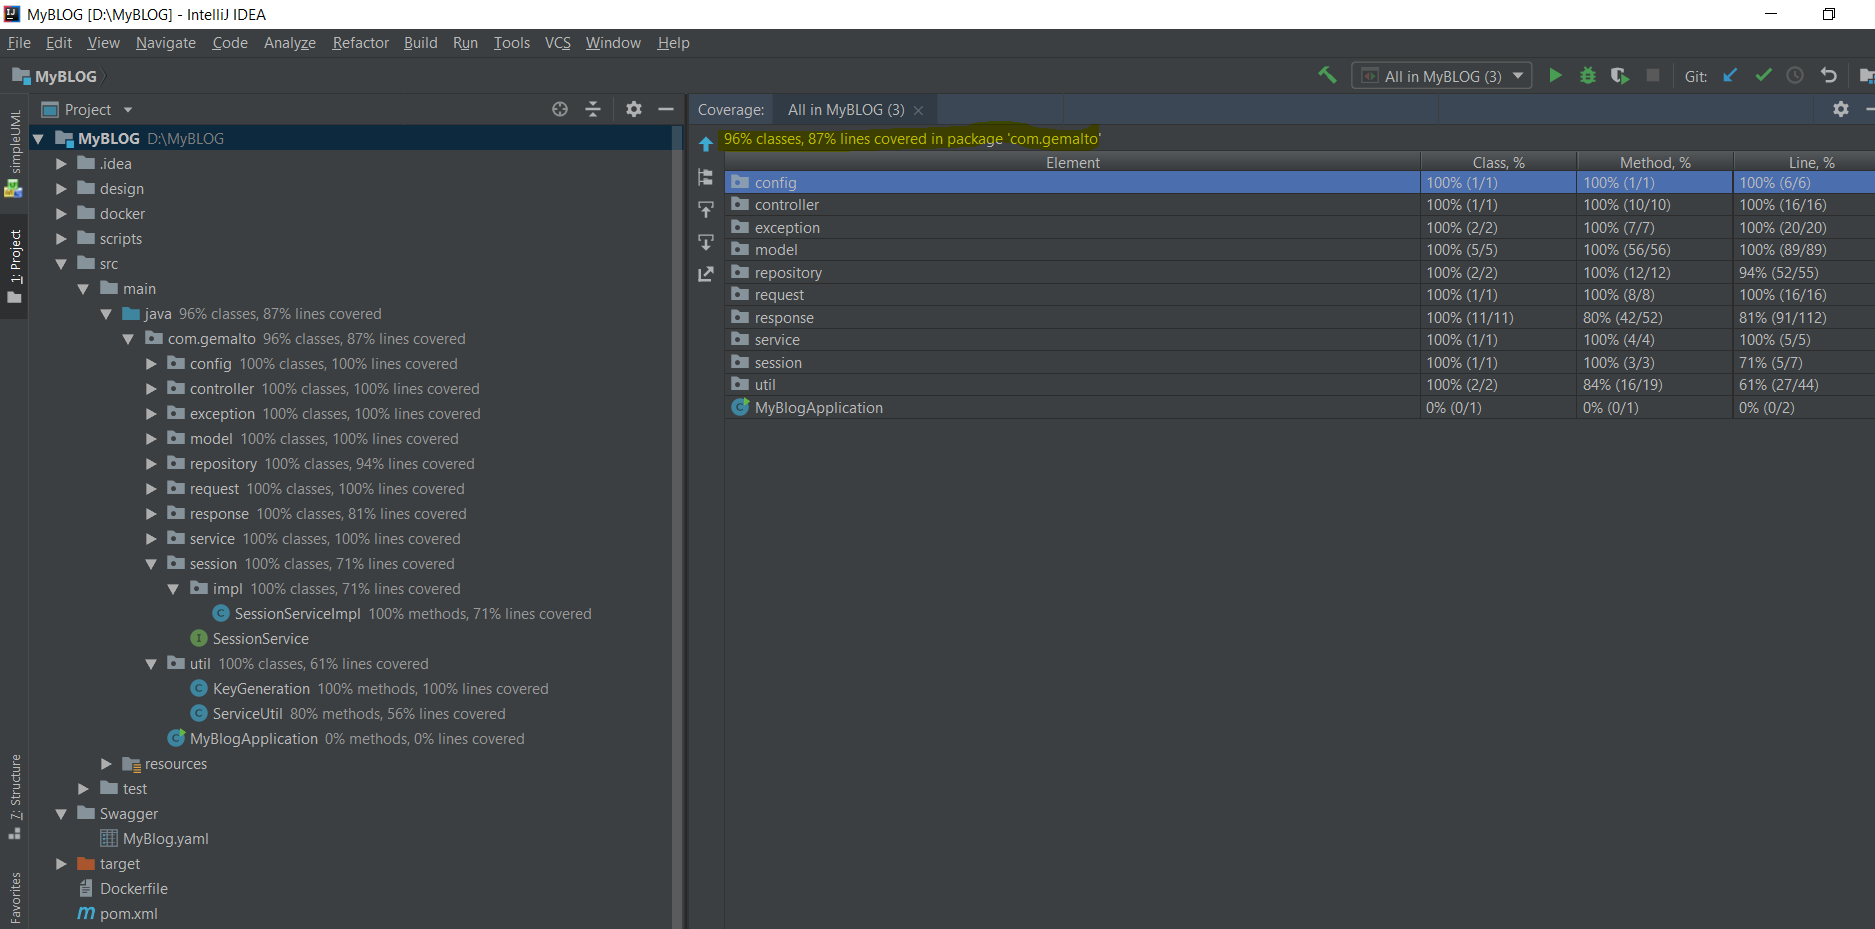 MyBLOG [D:\MyBLOG] - IntelliJ IDEA
File Edit View Navigate Code Analyze Refactor Build Run Tools VCS Window Help
MyBLOG
All in MyBLOG (3)
Git:
simpleUML
1: Project
7: Structure
Favorites
Project
MyBLOG D:\MyBLOG
.idea
design
docker
scripts
src
main
java 96% classes, 87% lines covered
com.gemalto 96% classes, 87% lines covered
config 100% classes, 100% lines covered
controller 100% classes, 100% lines covered
exception 100% classes, 100% lines covered
model 100% classes, 100% lines covered
repository 100% classes, 94% lines covered
request 100% classes, 100% lines covered
response 100% classes, 81% lines covered
service 100% classes, 100% lines covered
session 100% classes, 71% lines covered
impl 100% classes, 71% lines covered
SessionServiceImpl 100% methods, 71% lines covered
SessionService
util 100% classes, 61% lines covered
KeyGeneration 100% methods, 100% lines covered
ServiceUtil 80% methods, 56% lines covered
MyBlogApplication 0% methods, 0% lines covered
resources
test
Swagger
MyBlog.yaml
target
Dockerfile
pom.xml
Coverage: All in MyBLOG (3)
96% classes, 87% lines covered in package 'com.gemalto'
Element Class, % Method, % Line, %
config 100% (1/1) 100% (1/1) 100% (6/6)
controller 100% (1/1) 100% (10/10) 100% (16/16)
exception 100% (2/2) 100% (7/7) 100% (20/20)
model 100% (5/5) 100% (56/56) 100% (89/89)
repository 100% (2/2) 100% (12/12) 94% (52/55)
request 100% (1/1) 100% (8/8) 100% (16/16)
response 100% (11/11) 80% (42/52) 81% (91/112)
service 100% (1/1) 100% (4/4) 100% (5/5)
session 100% (1/1) 100% (3/3) 71% (5/7)
util 100% (2/2) 84% (16/19) 61% (27/44)
MyBlogApplication 0% (0/1) 0% (0/1) 0% (0/2)